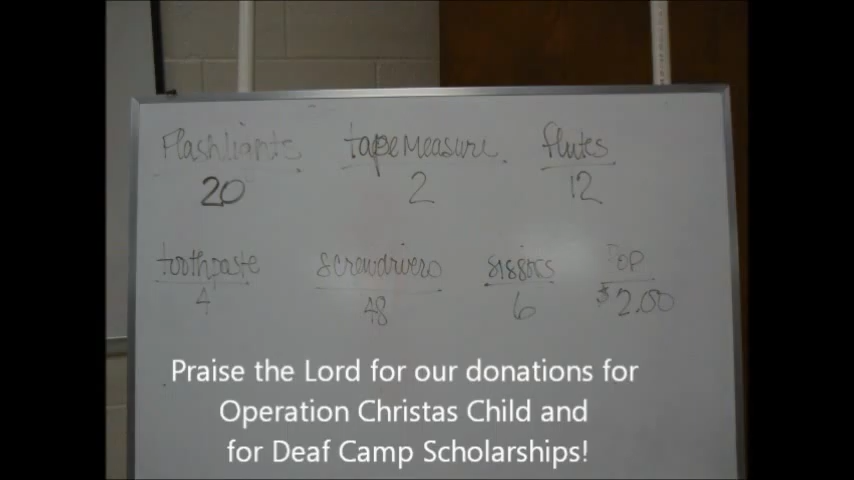 Flashlights tape Measure flutes
20 2 12
toothpaste screwdrivers sissors TOP
4 48 6 $2.00
Praise the Lord for our donations for
Operation Christas Child and
for Deaf Camp Scholarships!